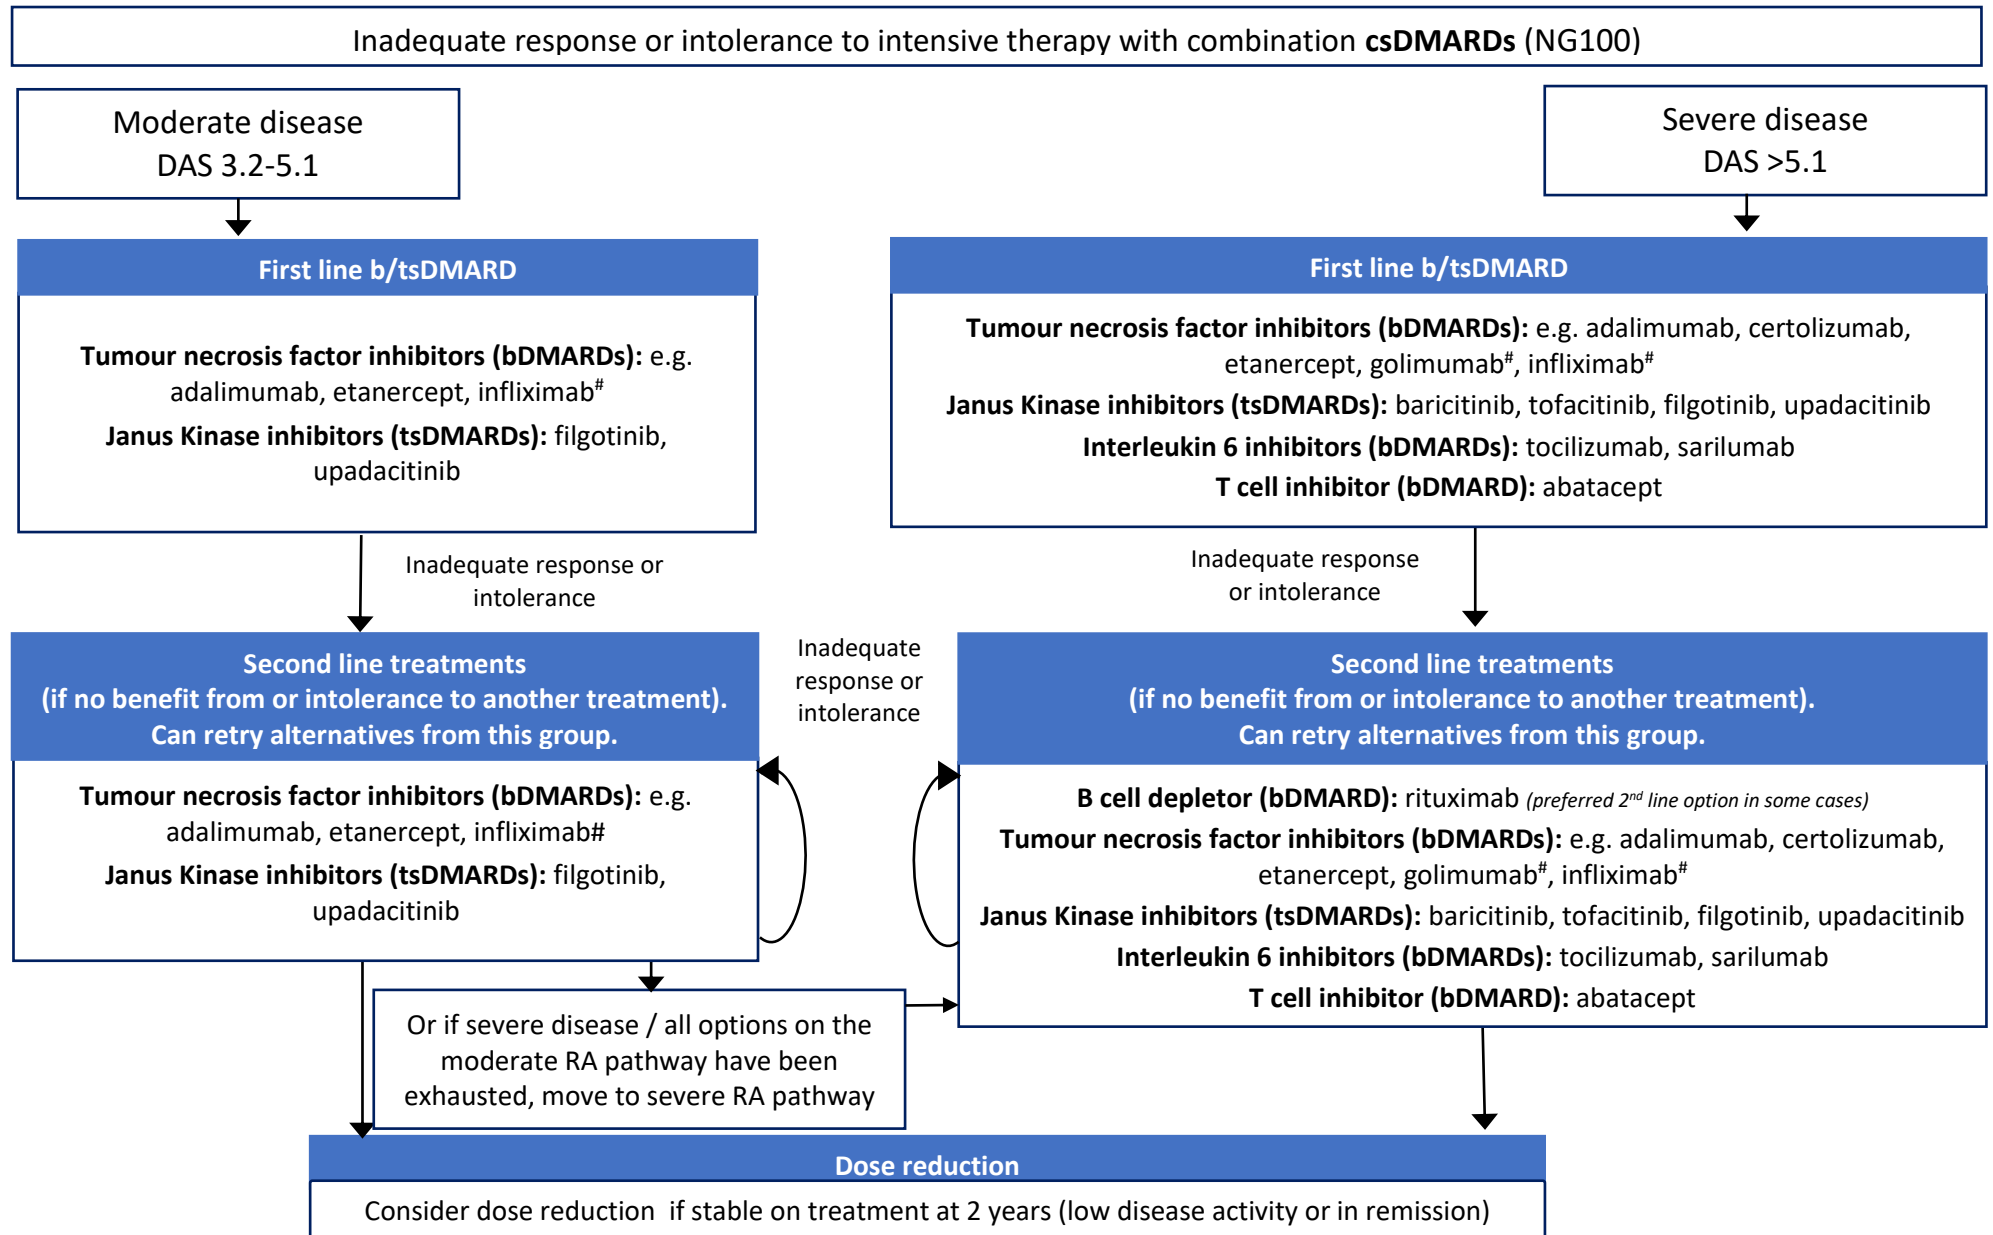 Inadequate response or intolerance to intensive therapy with combination csDMARDs (NG100)
Moderate disease
DAS 3.2-5.1
Severe disease
DAS >5.1
First line b/tsDMARD
Tumour necrosis factor inhibitors (bDMARDs): e.g.
adalimumab, etanercept, infliximab#
Janus Kinase inhibitors (tsDMARDs): filgotinib,
upadacitinib
First line b/tsDMARD
Tumour necrosis factor inhibitors (bDMARDs): e.g. adalimumab, certolizumab,
etanercept, golimumab#, infliximab#
Janus Kinase inhibitors (tsDMARDs): baricitinib, tofacitinib, filgotinib, upadacitinib
Interleukin 6 inhibitors (bDMARDs): tocilizumab, sarilumab
T cell inhibitor (bDMARD): abatacept
Inadequate response or
intolerance
Inadequate response
or intolerance
Second line treatments
(if no benefit from or intolerance to another treatment).
Can retry alternatives from this group.
Tumour necrosis factor inhibitors (bDMARDs): e.g.
adalimumab, etanercept, infliximab#
Janus Kinase inhibitors (tsDMARDs): filgotinib,
upadacitinib
Inadequate
response or
intolerance
Second line treatments
(if no benefit from or intolerance to another treatment).
Can retry alternatives from this group.
B cell depletor (bDMARD): rituximab (preferred 2nd line option in some cases)
Tumour necrosis factor inhibitors (bDMARDs): e.g. adalimumab, certolizumab,
etanercept, golimumab#, infliximab#
Janus Kinase inhibitors (tsDMARDs): baricitinib, tofacitinib, filgotinib, upadacitinib
Interleukin 6 inhibitors (bDMARDs): tocilizumab, sarilumab
T cell inhibitor (bDMARD): abatacept
Or if severe disease / all options on the
moderate RA pathway have been
exhausted, move to severe RA pathway
Dose reduction
Consider dose reduction if stable on treatment at 2 years (low disease activity or in remission)